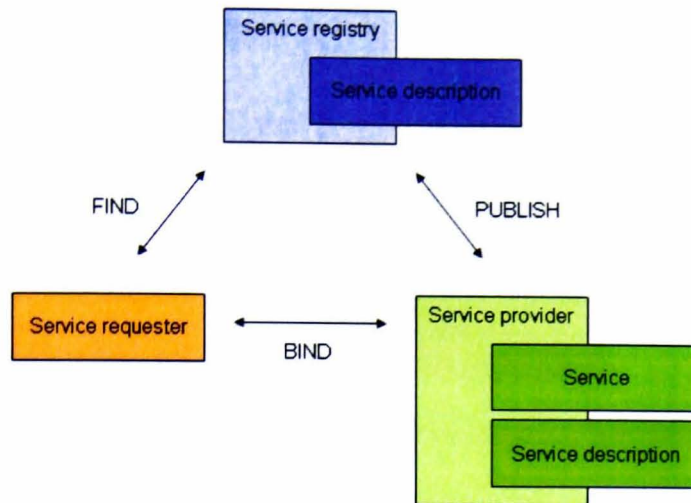 Service registry
Service description
FIND
PUBLISH
Service requester
BIND
Service provider
Service
Service description